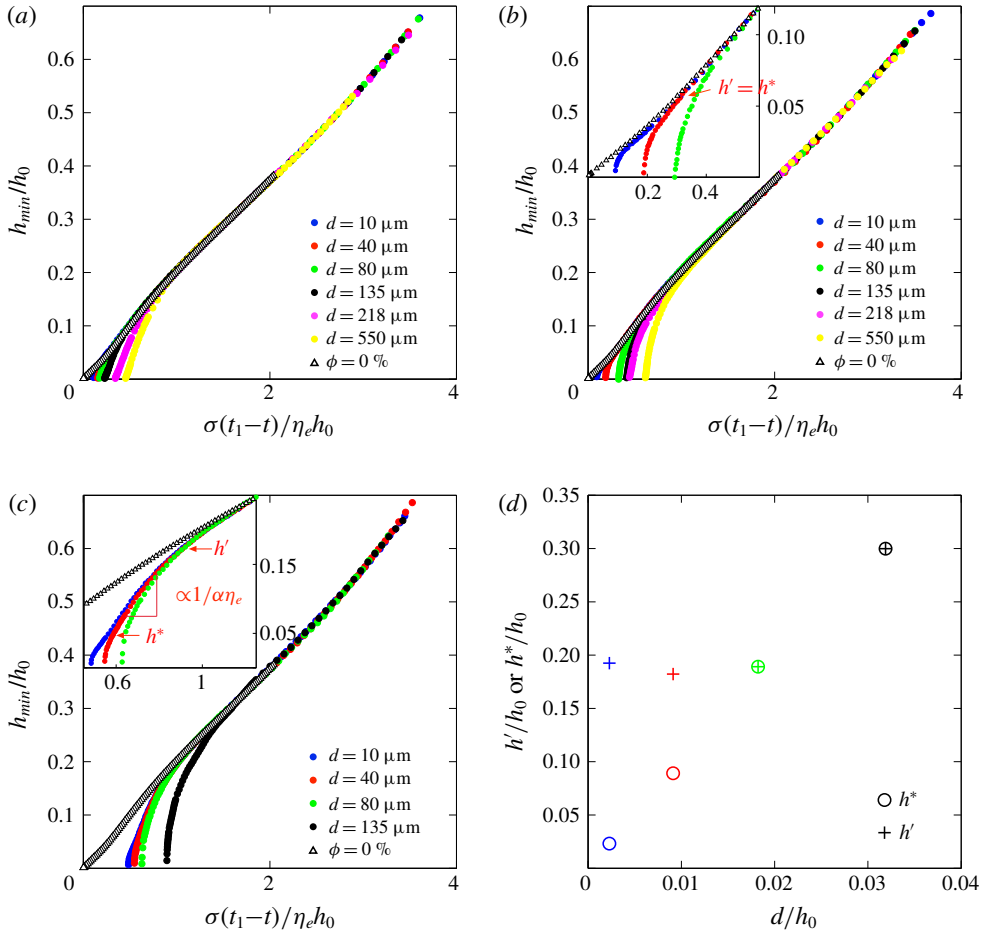 (a)
0.6
0.5
0.4
0.3
0.2
0.1
0
h_min/h_0
d = 10 μm
d = 40 μm
d = 80 μm
d = 135 μm
d = 218 μm
d = 550 μm
ϕ = 0 %
2
4
σ(t_1−t)/η_e h_0
(b)
0.6
0.5
0.4
0.3
0.2
0.1
0
h_min/h_0
0.10
0.05
0.2
0.4
h′ = h*
d = 10 μm
d = 40 μm
d = 80 μm
d = 135 μm
d = 218 μm
d = 550 μm
ϕ = 0 %
2
4
σ(t_1−t)/η_e h_0
(c)
0.6
0.5
0.4
0.3
0.2
0.1
0
h_min/h_0
h′
0.15
∝1/αη_e
h*
0.05
0.6
1
d = 10 μm
d = 40 μm
d = 80 μm
d = 135 μm
ϕ = 0 %
2
4
σ(t_1−t)/η_e h_0
(d)
0.35
0.30
0.25
0.20
0.15
0.10
0.05
h′/h_0 or h*/h_0
h*
h′
0
0.01
0.02
0.03
0.04
d/h_0